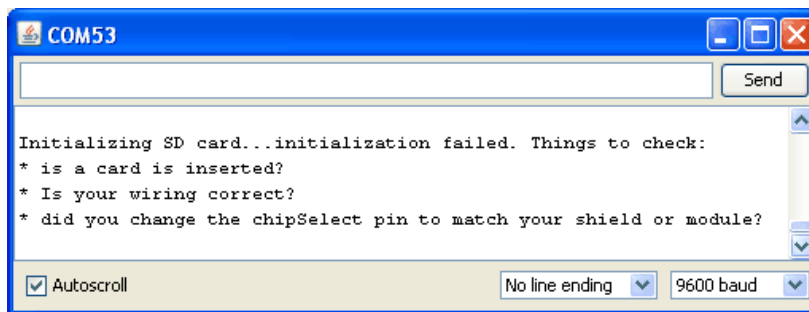 COM53
Send
Initializing SD card...initialization failed. Things to check:
* is a card is inserted?
* Is your wiring correct?
* did you change the chipSelect pin to match your shield or module?
Autoscroll
No line ending
9600 baud